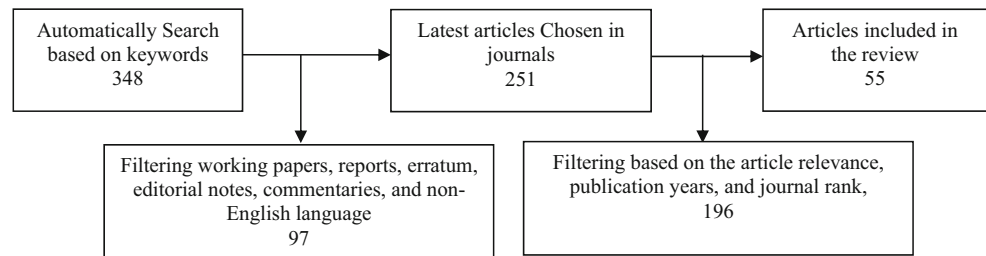 Automatically Search
based on keywords
348
Latest articles Chosen in
journals
251
Articles included in
the review
55
Filtering working papers, reports, erratum,
editorial notes, commentaries, and non-
English language
97
Filtering based on the article relevance,
publication years, and journal rank,
196